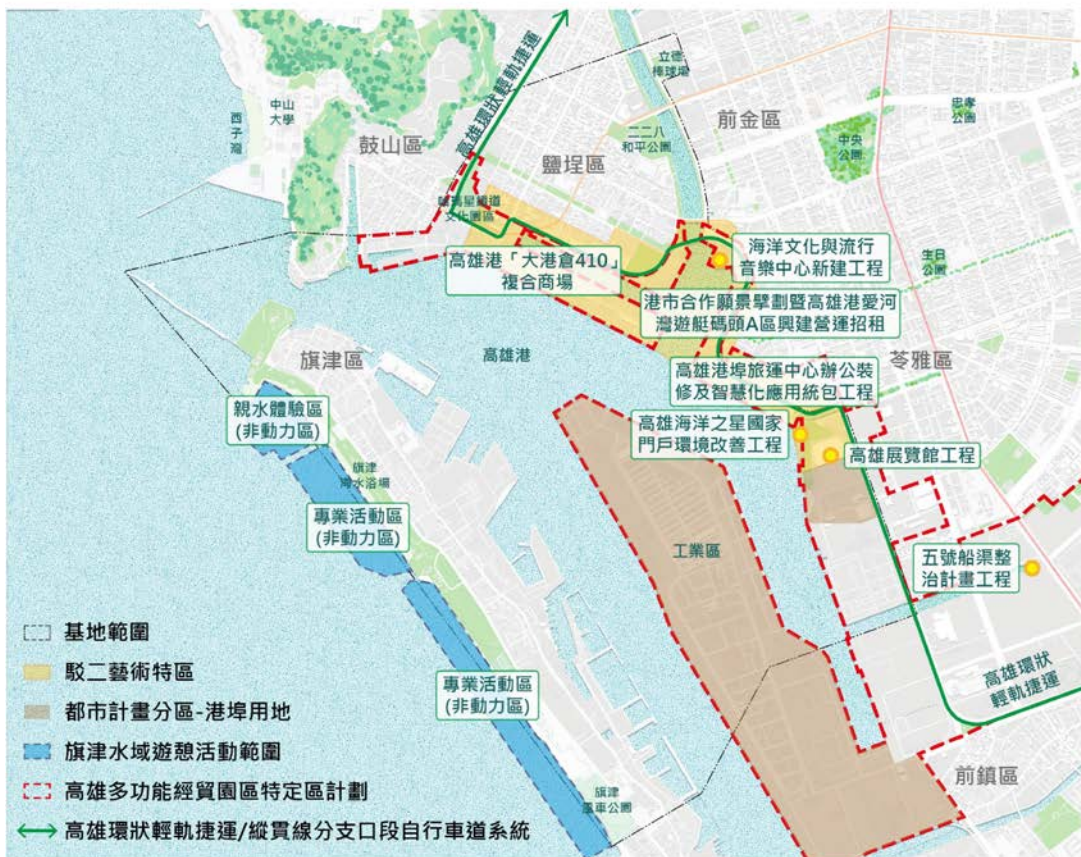 高雄環狀輕軌捷運
立德
棒球場
中山
大學
西子灣
鼓山區
前金區
忠孝
公園
中央
公園
二二八
和平公園
鹽埕區
哈瑪星鐵道
文化園區
高雄港「大港倉410」
複合商場
海洋文化與流行
音樂中心新建工程
生日
公園
港市合作願景擘劃暨高雄港愛河
灣遊艇碼頭A區興建營運招租
高雄港
旗津區
苓雅區
高雄港埠旅運中心辦公裝
修及智慧化應用統包工程
親水體驗區
(非動力區)
高雄海洋之星國家
門戶環境改善工程
高雄展覽館工程
旗津
海水浴場
專業活動區
(非動力區)
工業區
五號船渠整
治計畫工程
專業活動區
(非動力區)
高雄環狀
輕軌捷運
前鎮區
旗津
風車公園
基地範圍
駁二藝術特區
都市計畫分區-港埠用地
旗津水域遊憩活動範圍
高雄多功能經貿園區特定區計劃
高雄環狀輕軌捷運/縱貫線分支口段自行車道系統